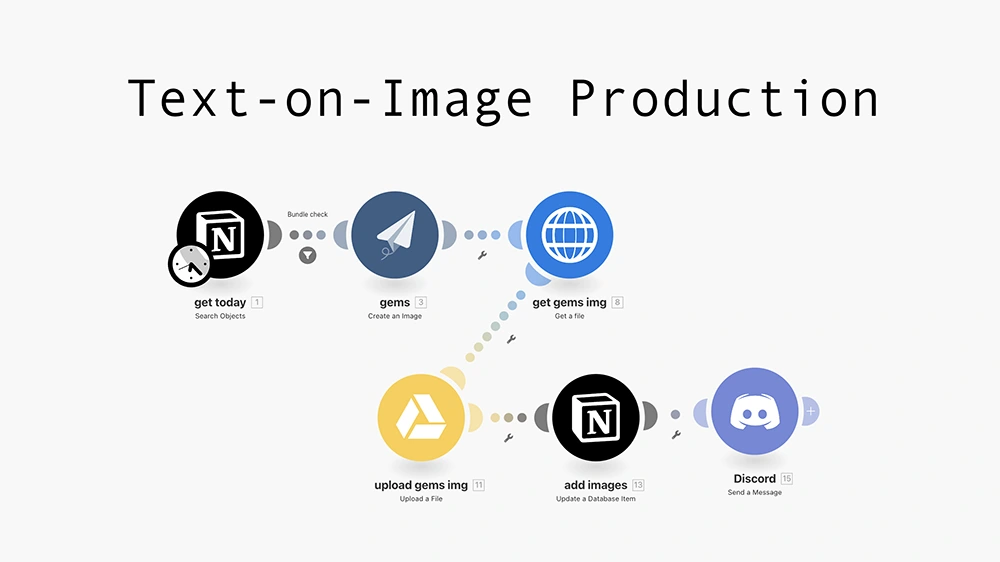 Text-on-Image Production
Bundle check
get today 1
Search Objects
gems 3
Create an Image
get gems img 8
Get a file
upload gems img 11
Upload a File
add images 13
Update a Database Item
Discord 15
Send a Message